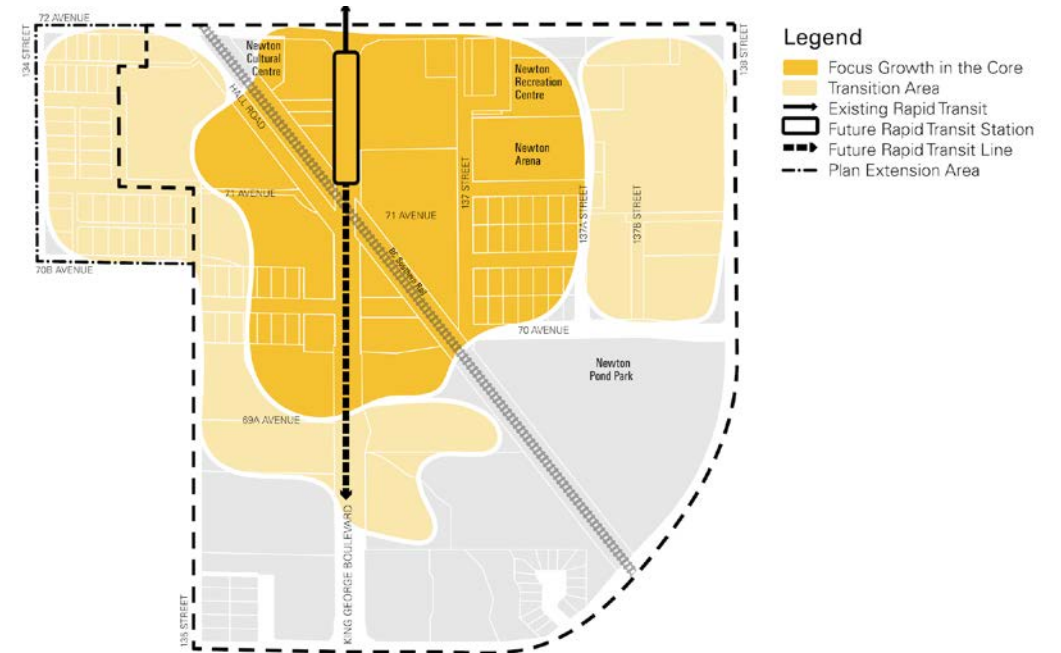 72 AVENUE
134 STREET
Newton
Cultural
Centre
HALL ROAD
Newton
Recreation
Centre
138 STREET
Newton
Arena
71 AVENUE
71 AVENUE
137 STREET
137A STREET
137B STREET
BC Southern Rail
70B AVENUE
70 AVENUE
Newton
Pond Park
69A AVENUE
KING GEORGE BOULEVARD
135 STREET
Legend
Focus Growth in the Core
Transition Area
Existing Rapid Transit
Future Rapid Transit Station
Future Rapid Transit Line
Plan Extension Area